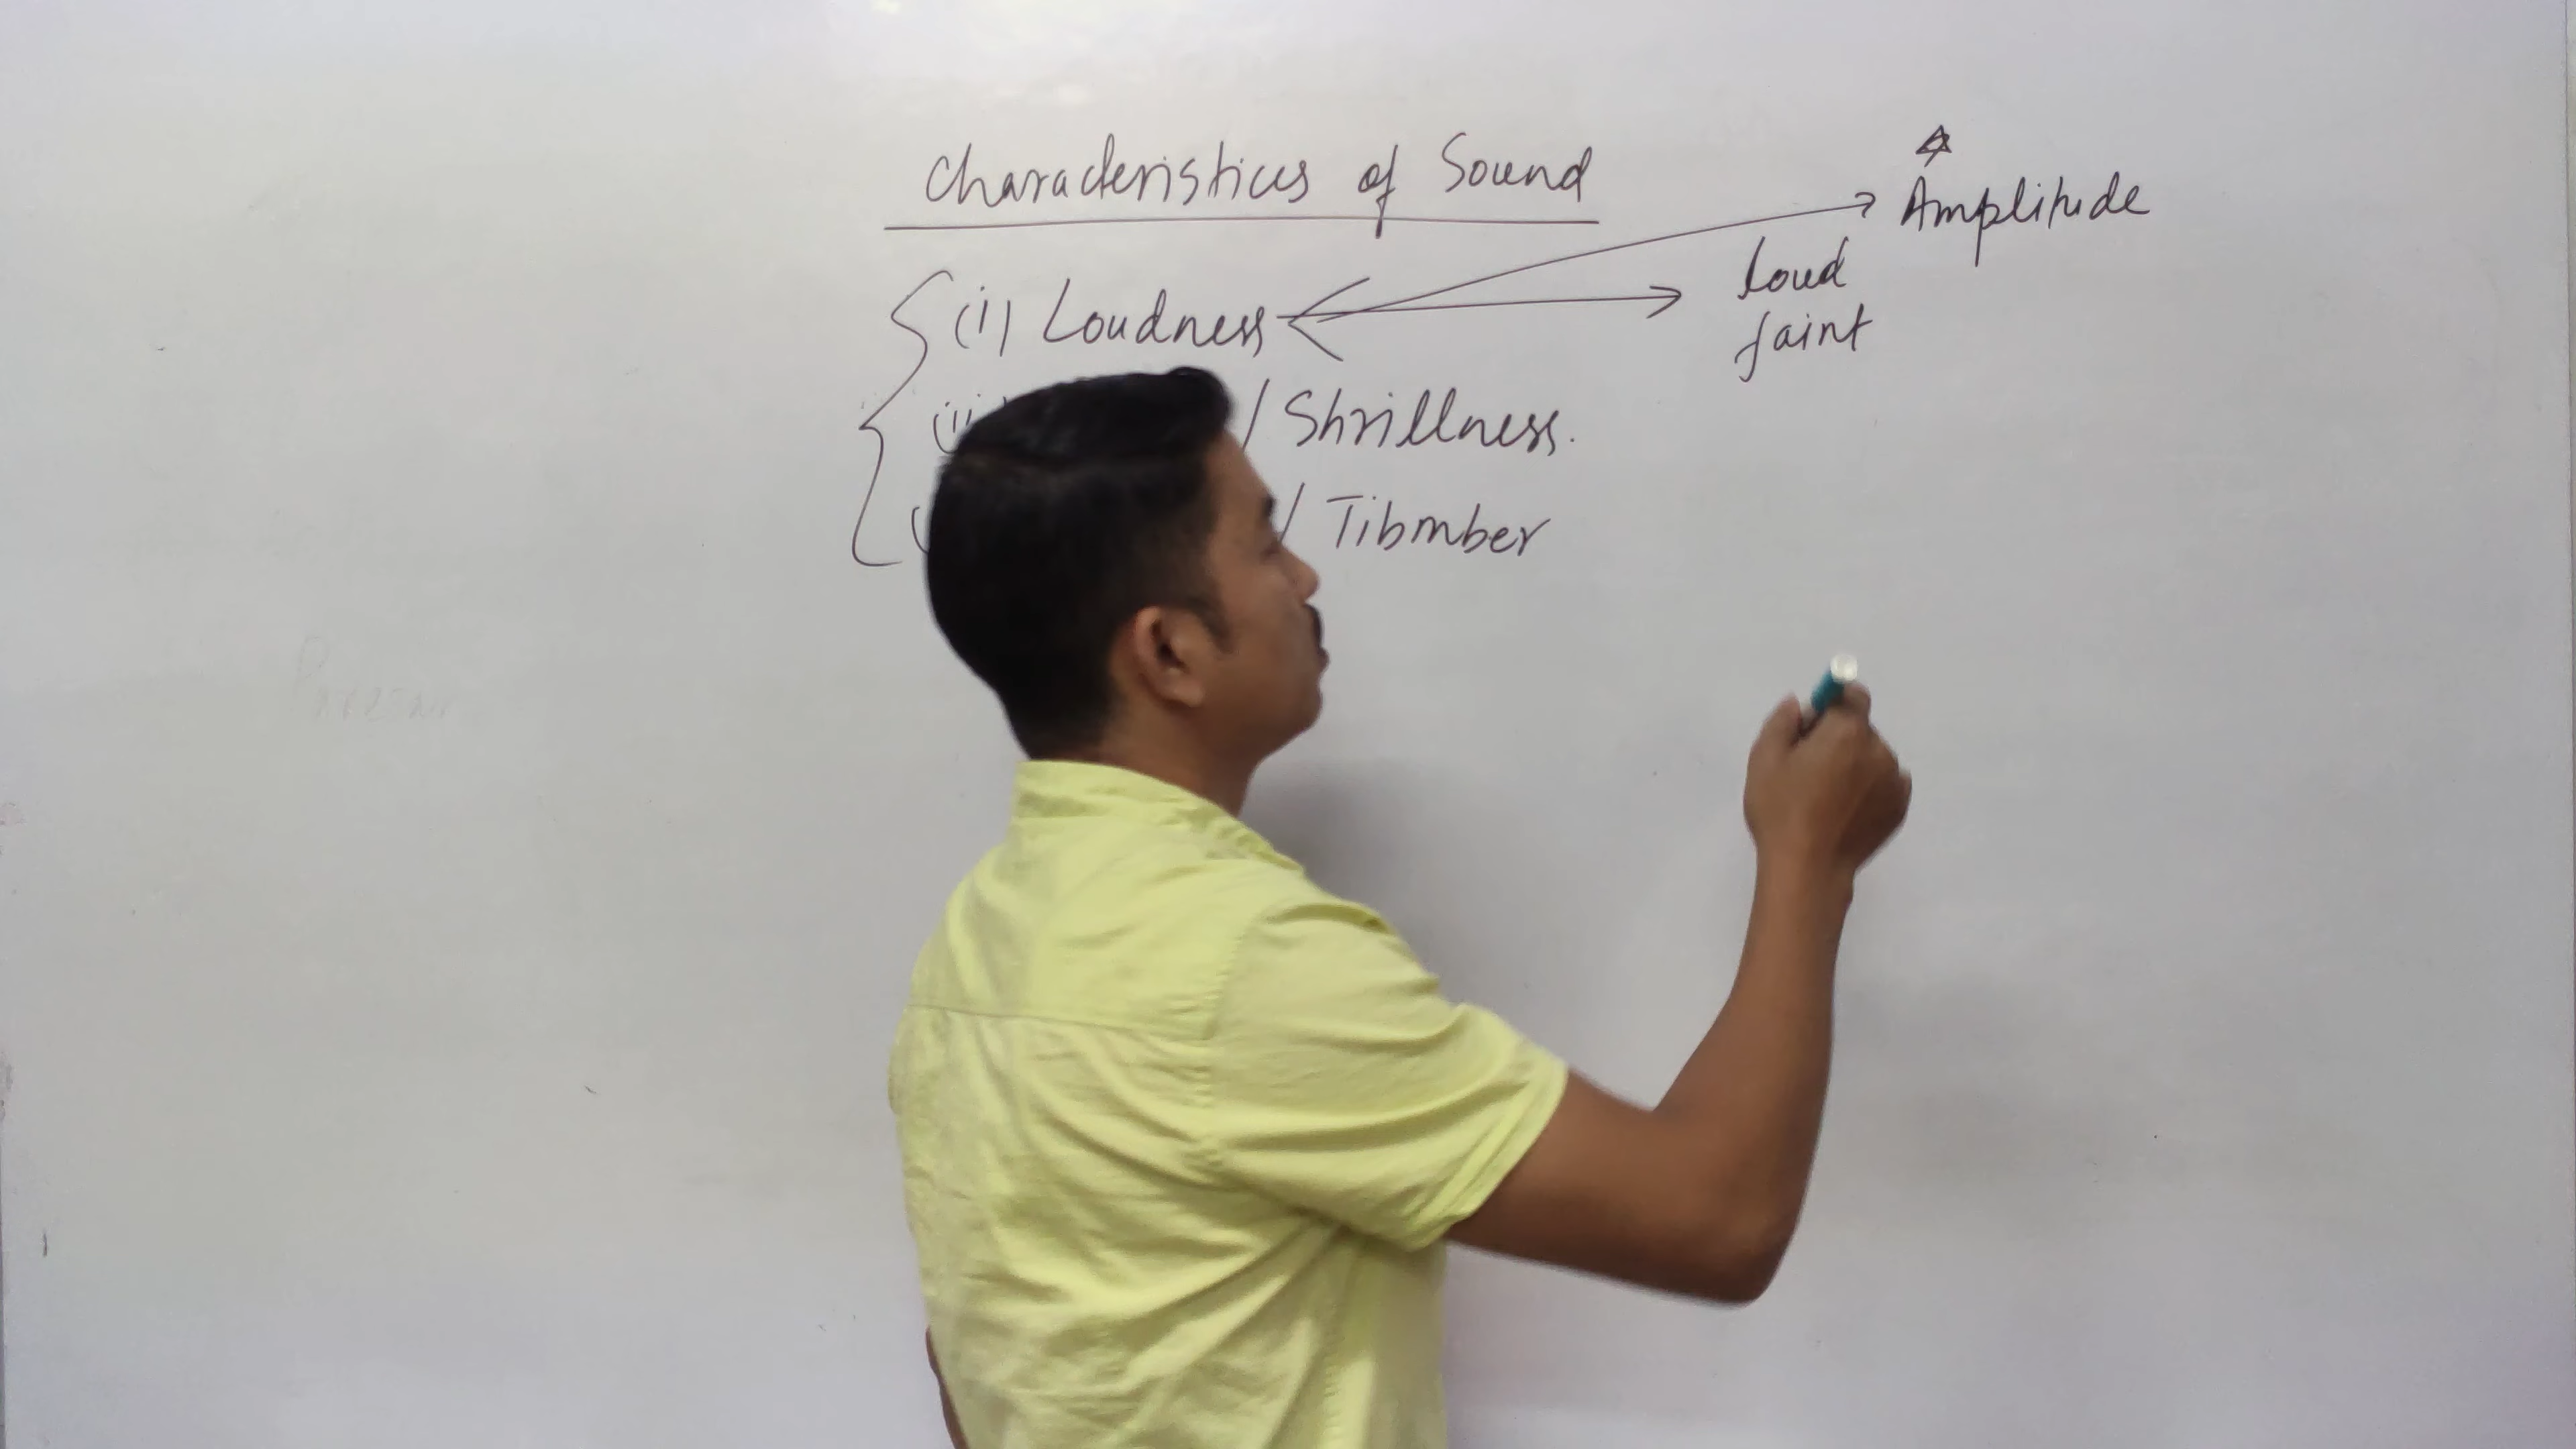 Characteristics of Sound
Amplitude
(i) Loudness
loud
faint
(ii) / Shrillness.
/ Tibmber